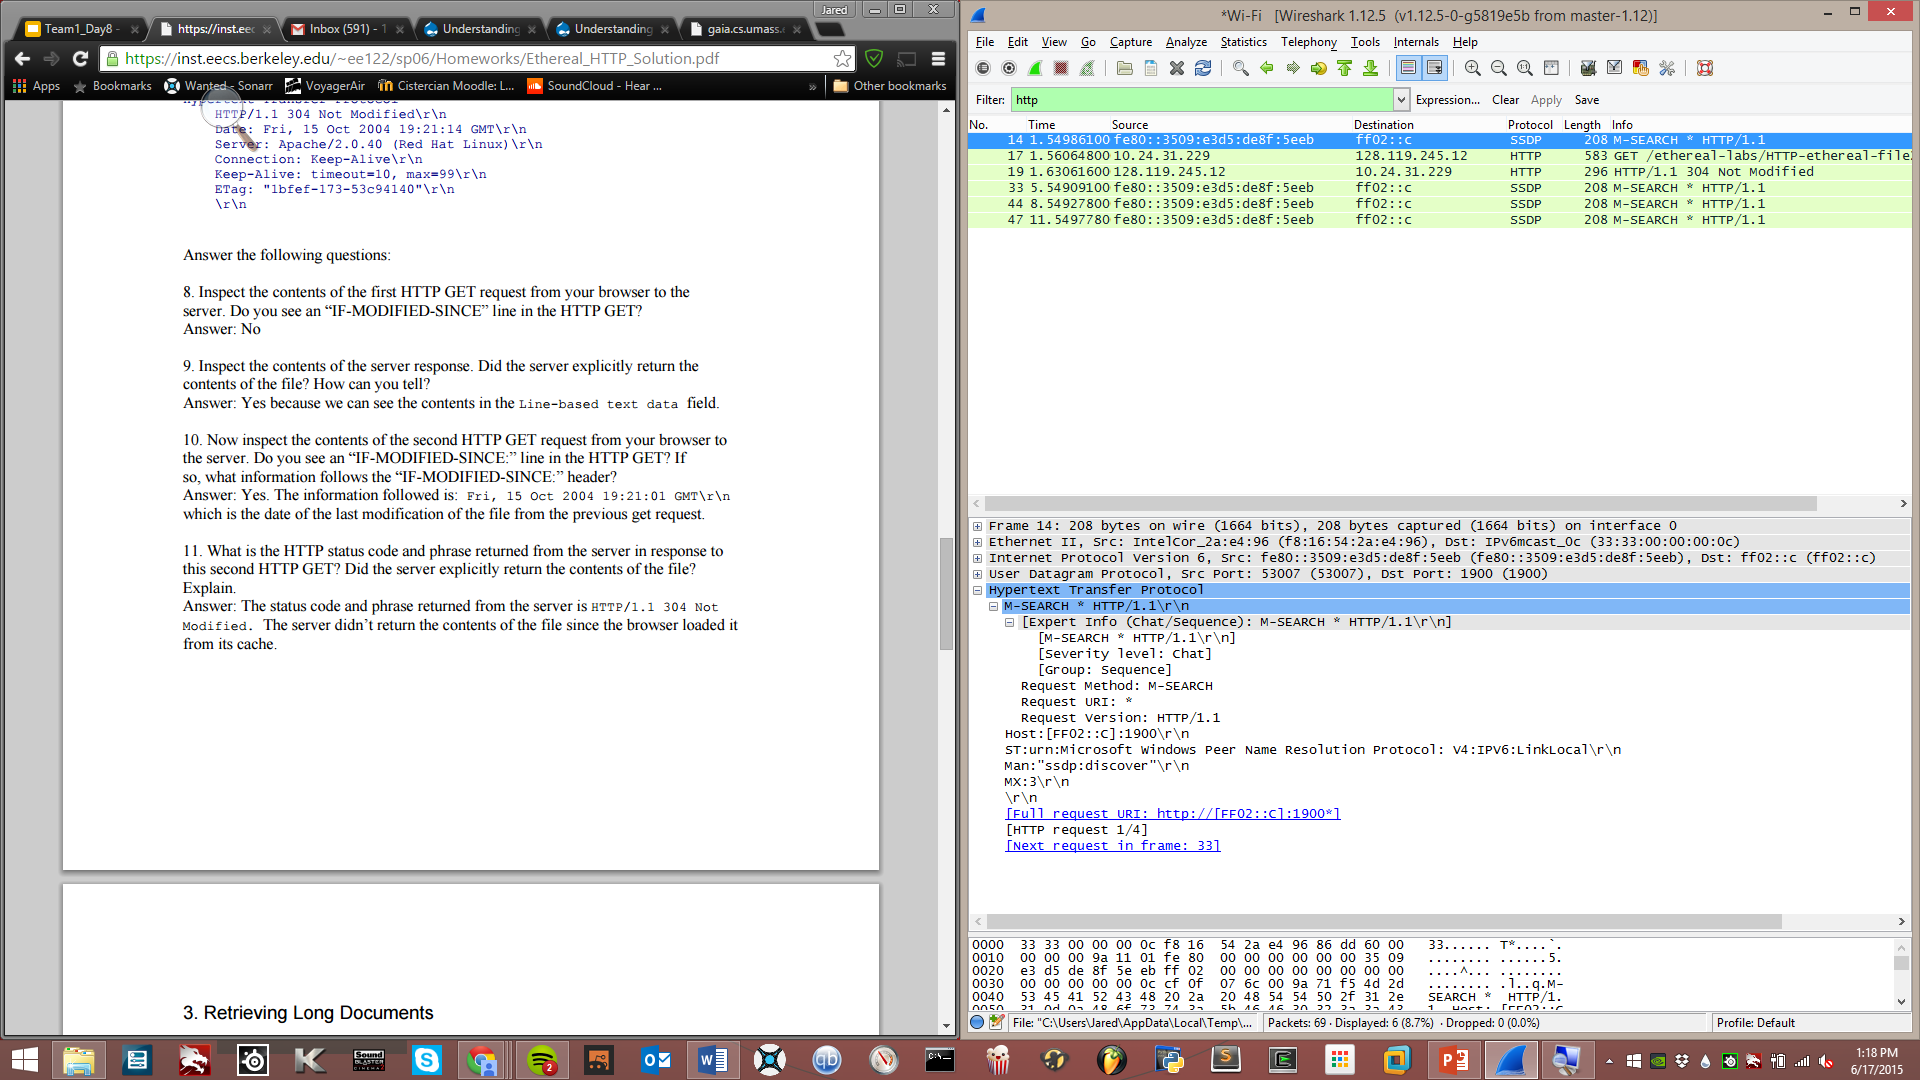 Jared
Team1_Day8 -
https://inst.eec
Inbox (591) - 1
Understanding
Understanding
gaia.cs.umass.
https://inst.eecs.berkeley.edu/~ee122/sp06/Homeworks/Ethereal_HTTP_Solution.pdf
Apps
Bookmarks
Wanted - Sonarr
VoyagerAir
Cistercian Moodle: L...
SoundCloud - Hear ...
»
Other bookmarks
Hypertext Transfer Protocol
HTTP/1.1 304 Not Modified\r\n
Date: Fri, 15 Oct 2004 19:21:14 GMT\r\n
Server: Apache/2.0.40 (Red Hat Linux)\r\n
Connection: Keep-Alive\r\n
Keep-Alive: timeout=10, max=99\r\n
ETag: "1bfef-173-53c94140"\r\n
\r\n
Answer the following questions:
8. Inspect the contents of the first HTTP GET request from your browser to the
server. Do you see an “IF-MODIFIED-SINCE” line in the HTTP GET?
Answer: No
9. Inspect the contents of the server response. Did the server explicitly return the
contents of the file? How can you tell?
Answer: Yes because we can see the contents in the Line-based text data field.
10. Now inspect the contents of the second HTTP GET request from your browser to
the server. Do you see an “IF-MODIFIED-SINCE:” line in the HTTP GET? If
so, what information follows the “IF-MODIFIED-SINCE:” header?
Answer: Yes. The information followed is: Fri, 15 Oct 2004 19:21:01 GMT\r\n
which is the date of the last modification of the file from the previous get request.
11. What is the HTTP status code and phrase returned from the server in response to
this second HTTP GET? Did the server explicitly return the contents of the file?
Explain.
Answer: The status code and phrase returned from the server is HTTP/1.1 304 Not
Modified. The server didn’t return the contents of the file since the browser loaded it
from its cache.
3. Retrieving Long Documents
*Wi-Fi [Wireshark 1.12.5 (v1.12.5-0-g5819e5b from master-1.12)]
File Edit View Go Capture Analyze Statistics Telephony Tools Internals Help
Filter: http Expression... Clear Apply Save
No. Time Source Destination Protocol Length Info
14 1.54986100 fe80::3509:e3d5:de8f:5eeb ff02::c SSDP 208 M-SEARCH * HTTP/1.1
17 1.56064800 10.24.31.229 128.119.245.12 HTTP 583 GET /ethereal-labs/HTTP-ethereal-file
19 1.63061600 128.119.245.12 10.24.31.229 HTTP 296 HTTP/1.1 304 Not Modified
33 5.54909100 fe80::3509:e3d5:de8f:5eeb ff02::c SSDP 208 M-SEARCH * HTTP/1.1
44 8.54927800 fe80::3509:e3d5:de8f:5eeb ff02::c SSDP 208 M-SEARCH * HTTP/1.1
47 11.5497780 fe80::3509:e3d5:de8f:5eeb ff02::c SSDP 208 M-SEARCH * HTTP/1.1
Frame 14: 208 bytes on wire (1664 bits), 208 bytes captured (1664 bits) on interface 0
Ethernet II, Src: IntelCor_2a:e4:96 (f8:16:54:2a:e4:96), Dst: IPv6mcast_0c (33:33:00:00:00:0c)
Internet Protocol Version 6, Src: fe80::3509:e3d5:de8f:5eeb (fe80::3509:e3d5:de8f:5eeb), Dst: ff02::c (ff02::c)
User Datagram Protocol, Src Port: 53007 (53007), Dst Port: 1900 (1900)
Hypertext Transfer Protocol
M-SEARCH * HTTP/1.1\r\n
[Expert Info (Chat/Sequence): M-SEARCH * HTTP/1.1\r\n]
[M-SEARCH * HTTP/1.1\r\n]
[Severity level: Chat]
[Group: Sequence]
Request Method: M-SEARCH
Request URI: *
Request Version: HTTP/1.1
Host:[FF02::C]:1900\r\n
ST:urn:Microsoft Windows Peer Name Resolution Protocol: V4:IPV6:LinkLocal\r\n
Man:"ssdp:discover"\r\n
MX:3\r\n
\r\n
[Full request URI: http://[FF02::C]:1900*]
[HTTP request 1/4]
[Next request in frame: 33]
0000 33 33 00 00 00 0c f8 16 54 2a e4 96 86 dd 60 00 33...... T*....`.
0010 00 00 00 9a 11 01 fe 80 00 00 00 00 00 00 35 09 ........ ......5.
0020 e3 d5 de 8f 5e eb ff 02 00 00 00 00 00 00 00 00 ....^... ........
0030 00 00 00 00 00 0c cf 0f 07 6c 00 9a 71 f5 4d 2d ........ .l..q.M-
0040 53 45 41 52 43 48 20 2a 20 48 54 54 50 2f 31 2e SEARCH * HTTP/1.
File: "C:\Users\Jared\AppData\Local\Temp\... Packets: 69 · Displayed: 6 (8.7%) · Dropped: 0 (0.0%) Profile: Default
1:18 PM
6/17/2015